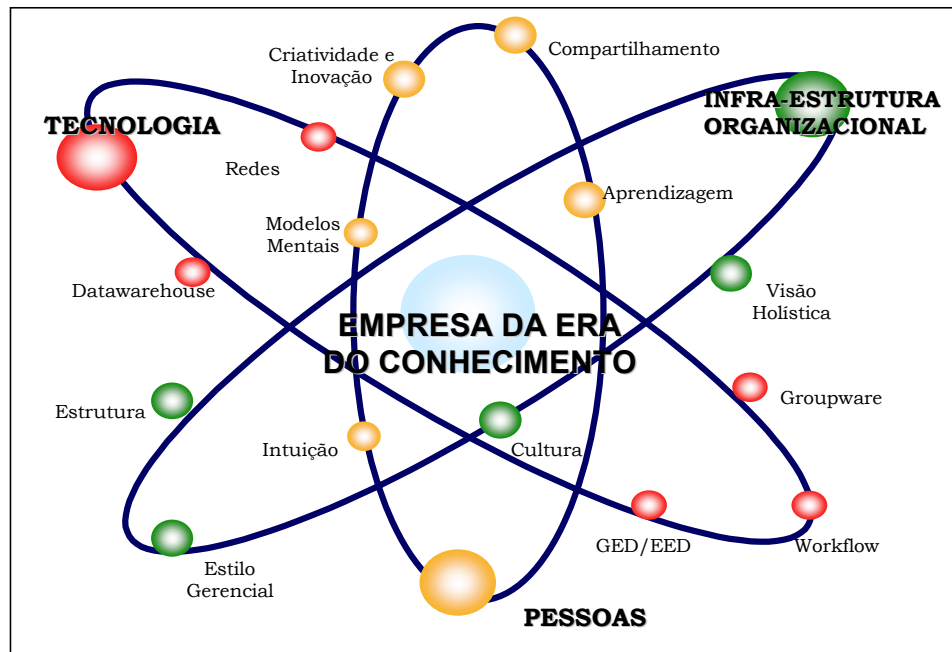 Criatividade e
Inovação
Compartilhamento
TECNOLOGIA
INFRA-ESTRUTURA
ORGANIZACIONAL
Redes
Aprendizagem
Modelos
Mentais
Datawarehouse
Visão
Holística
EMPRESA DA ERA
DO CONHECIMENTO
Estrutura
Groupware
Intuição
Cultura
GED/EED
Workflow
Estilo
Gerencial
PESSOAS